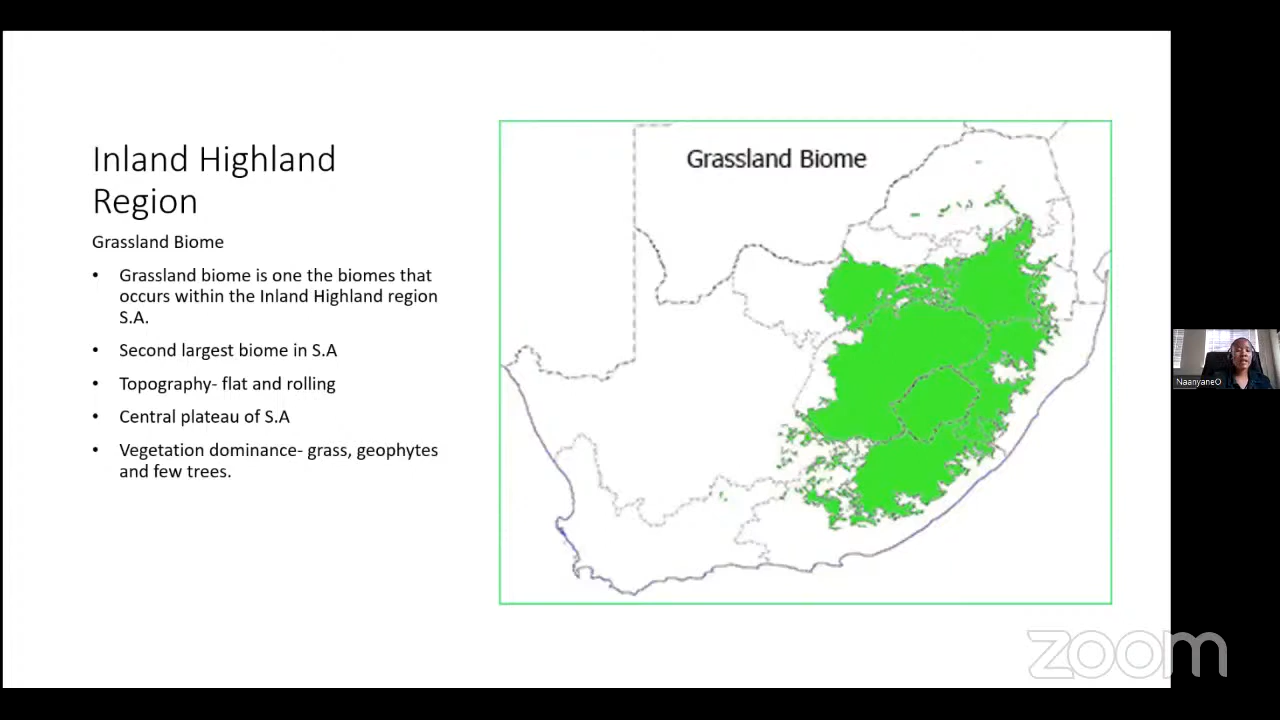 Inland Highland
Region
Grassland Biome
• Grassland biome is one the biomes that
occurs within the Inland Highland region
S.A.
• Second largest biome in S.A
• Topography- flat and rolling
• Central plateau of S.A
• Vegetation dominance- grass, geophytes
and few trees.
Grassland Biome
NaanyaneO
zoom